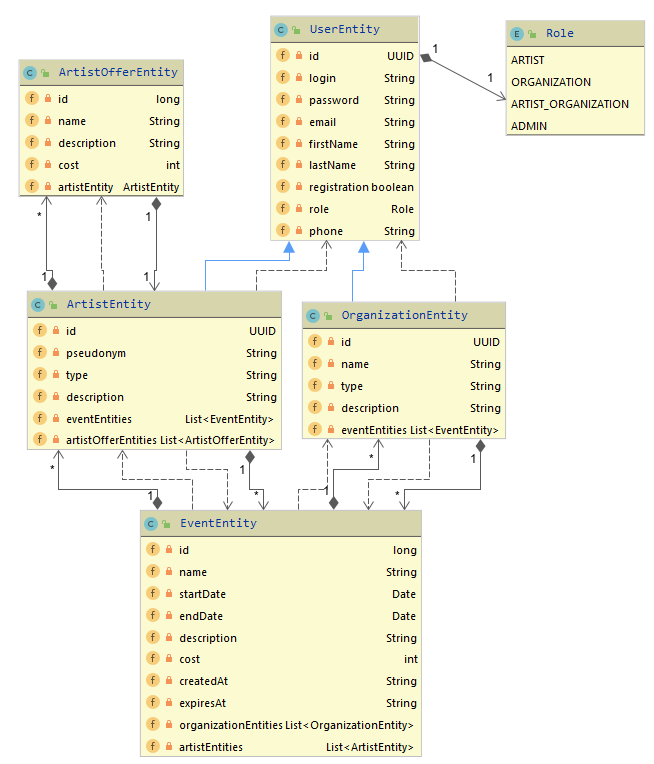 UserEntity
id UUID
login String
password String
email String
firstName String
lastName String
registration boolean
role Role
phone String
1
1
Role
ARTIST
ORGANIZATION
ARTIST_ORGANIZATION
ADMIN
ArtistOfferEntity
id long
name String
description String
cost int
artistEntity ArtistEntity
*
1
1
1
ArtistEntity
id UUID
pseudonym String
type String
description String
eventEntities List<EventEntity>
artistOfferEntities List<ArtistOfferEntity>
OrganizationEntity
id UUID
name String
type String
description String
eventEntities List<EventEntity>
*
1
1
*
*
1
1
*
EventEntity
id long
name String
startDate Date
endDate Date
description String
cost int
createdAt String
expiresAt String
organizationEntities List<OrganizationEntity>
artistEntities List<ArtistEntity>